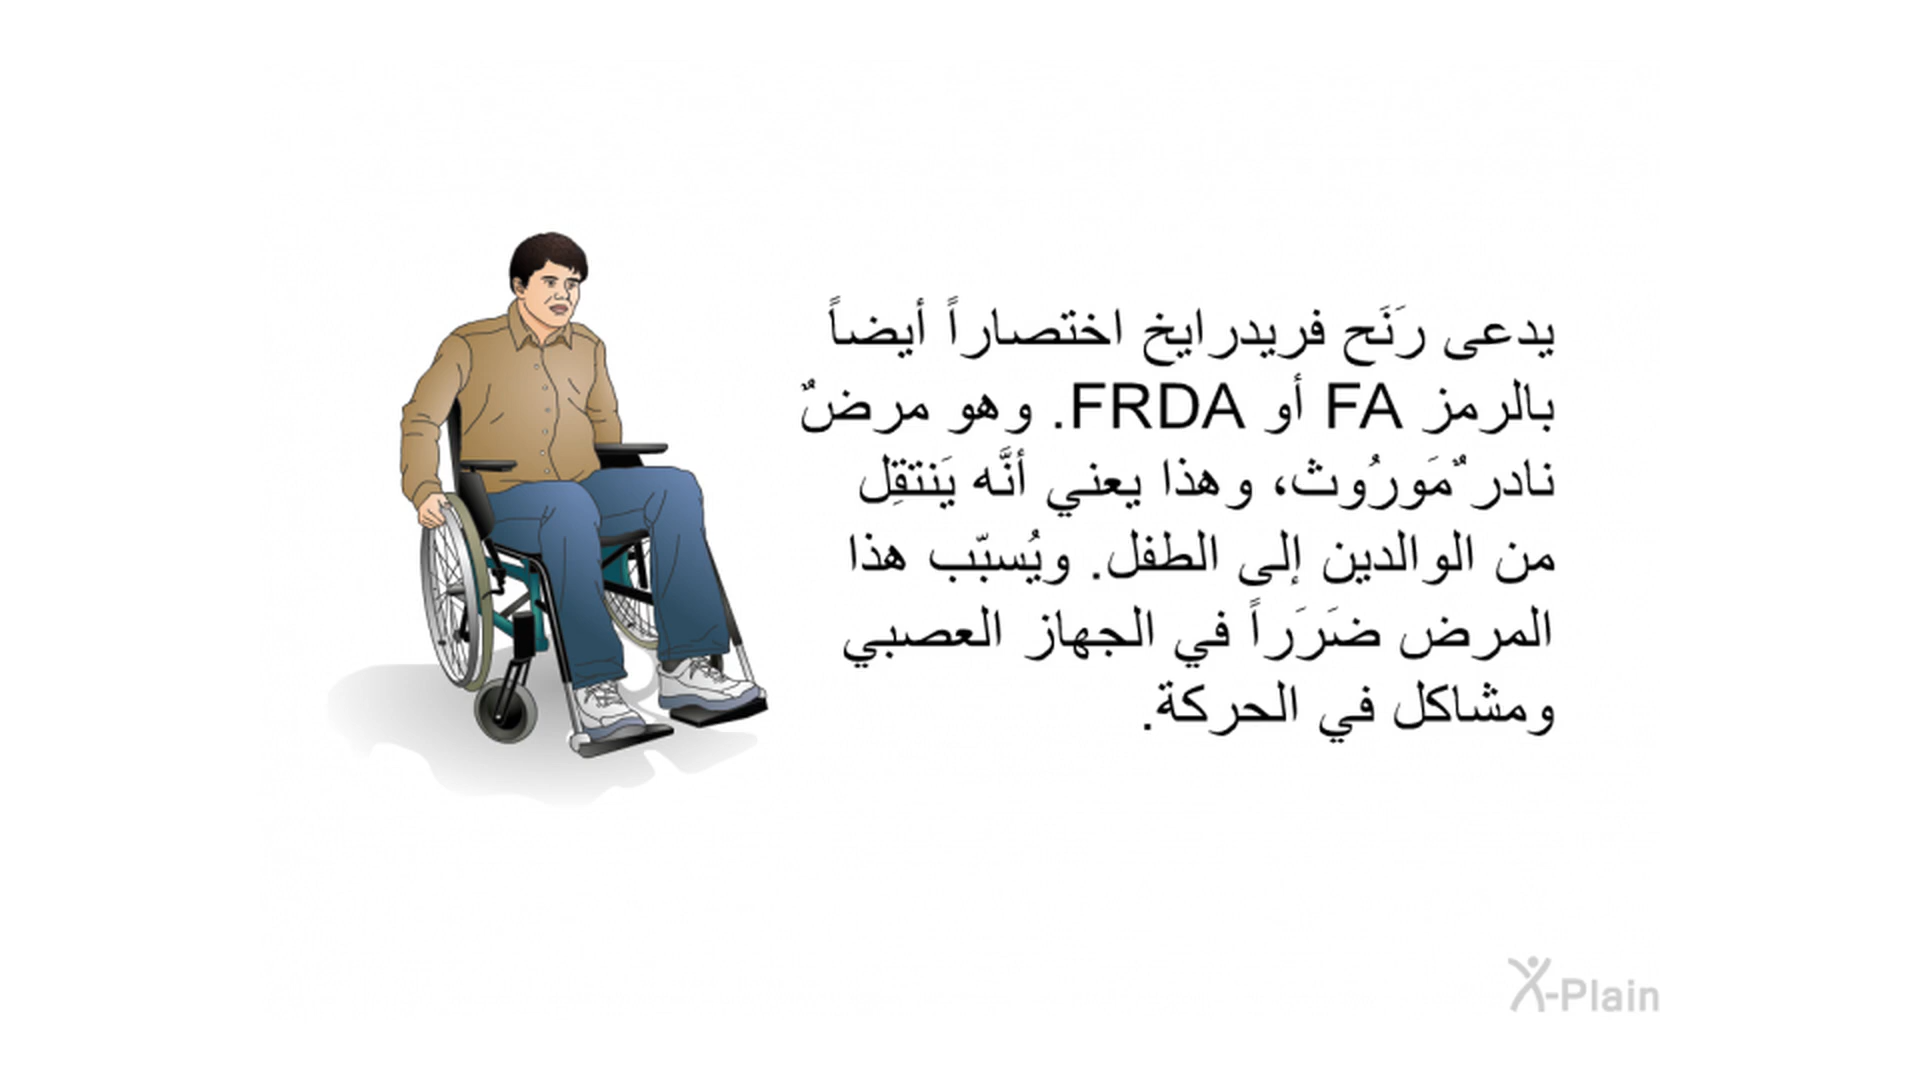 يدعى رَنَح فريدرايخ اختصاراً أيضاً
بالرمز FA أو FRDA. وهو مرضٌ
نادرٌ مَورُوث، وهذا يعني أنَّه يَنتقِل
من الوالدين إلى الطفل. ويُسبّب هذا
المرض ضَرَراً في الجهاز العصبي
ومشاكل في الحركة.
X-Plain